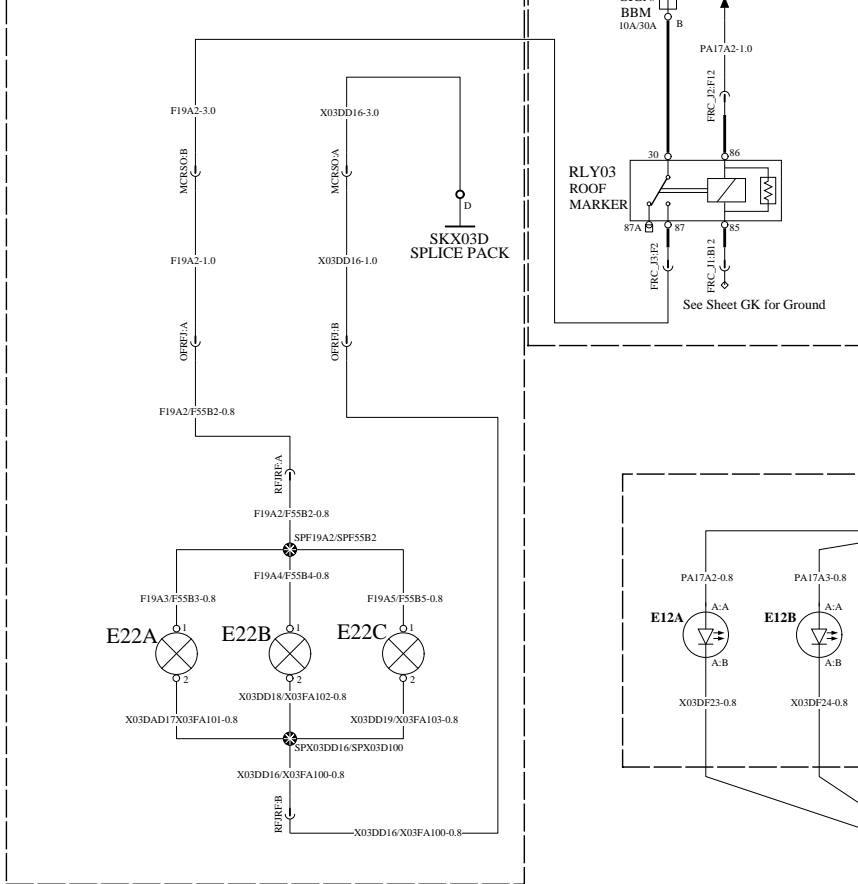 BBM
10A/30A
B
PA17A2-1.0
F19A2-3.0
X03DD16-3.0
FRC_J2:F12
MCRSO:B
MCRSO:A
30
86
RLY03
ROOF
MARKER
D
87A
87
85
SKX03D
SPLICE PACK
F19A2-1.0
X03DD16-1.0
FRC_J3:F2
FRC_J1:B12
See Sheet GK for Ground
OFRFJ:A
OFRFJ:B
F19A2/F55B2-0.8
RFJRF:A
F19A2/F55B2-0.8
SPF19A2/SPF55B2
F19A3/F55B3-0.8
F19A4/F55B4-0.8
F19A5/F55B5-0.8
PA17A2-0.8
PA17A3-0.8
E22A
1
E22B
1
E22C
1
E12A
A:A
E12B
A:A
2
2
2
A:B
A:B
X03DD18/X03FA102-0.8
X03DAD17X03FA101-0.8
X03DD19/X03FA103-0.8
X03DF23-0.8
X03DF24-0.8
SPX03DD16/SPX03D100
X03DD16/X03FA100-0.8
RFJRF:B
X03DD16/X03FA100-0.8